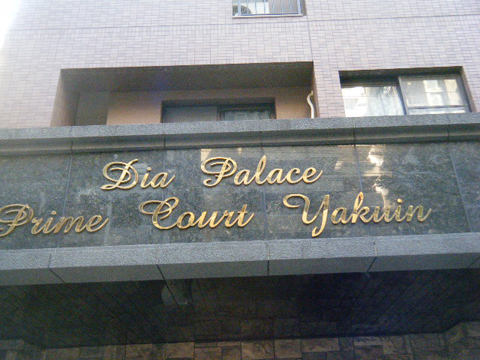 Dia Palace
Prime Court Yakuin